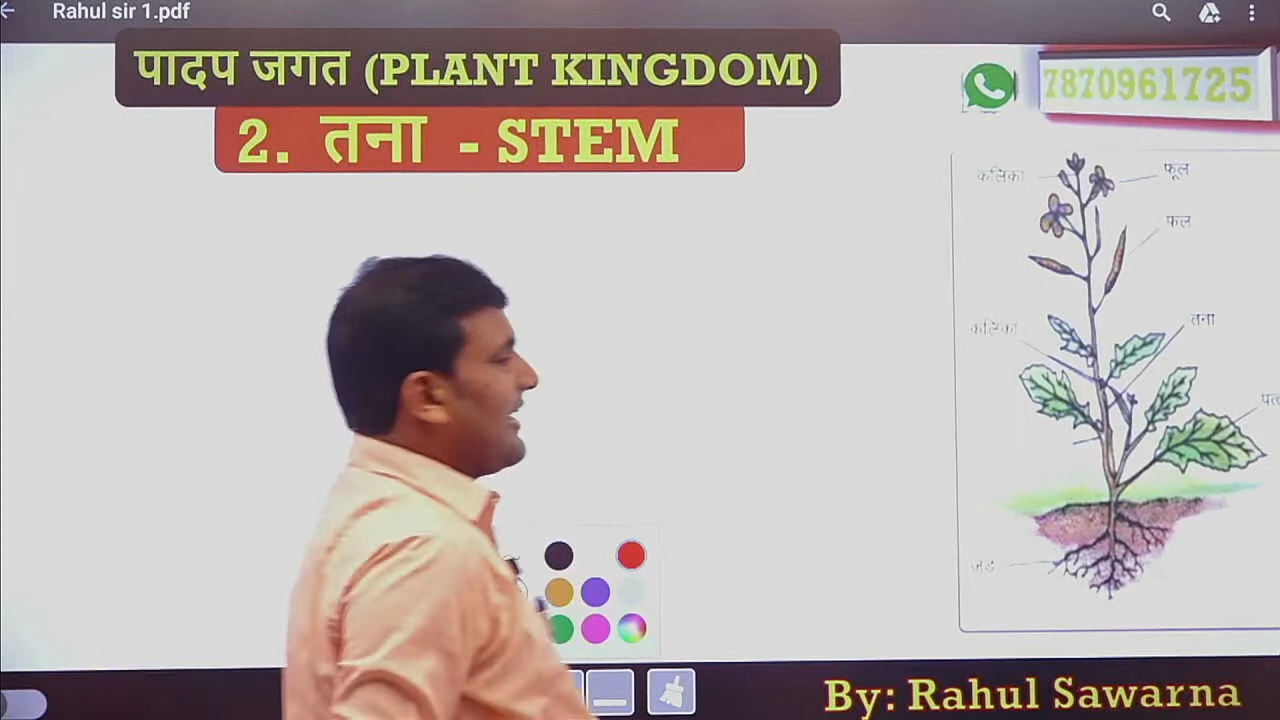 Rahul sir 1.pdf
पादप जगत (PLANT KINGDOM)
7870961725
2. तना - STEM
कलिका
फूल
फल
कलिका
तना
जड़
By: Rahul Sawarna